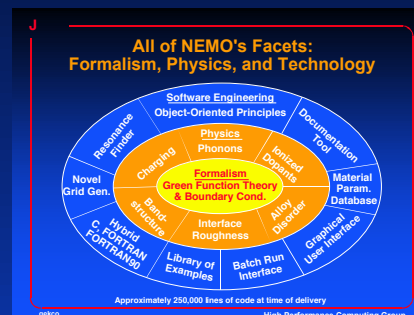 J
All of NEMO's Facets:
Formalism, Physics, and Technology
Software Engineering
Object-Oriented Principles
Resonance
Finder
Documentation
Tool
Physics
Phonons
Charging
Ionized
Dopants
Novel
Grid Gen.
Formalism
Green Function Theory
& Boundary Cond.
Material
Param.
Database
Band-
structure
Interface
Roughness
Alloy
Disorder
Hybrid
C, FORTRAN
FORTRAN90
Library of
Examples
Batch Run
Interface
Graphical
User Interface
Approximately 250,000 lines of code at time of delivery
gekco
High Performance Computing Group